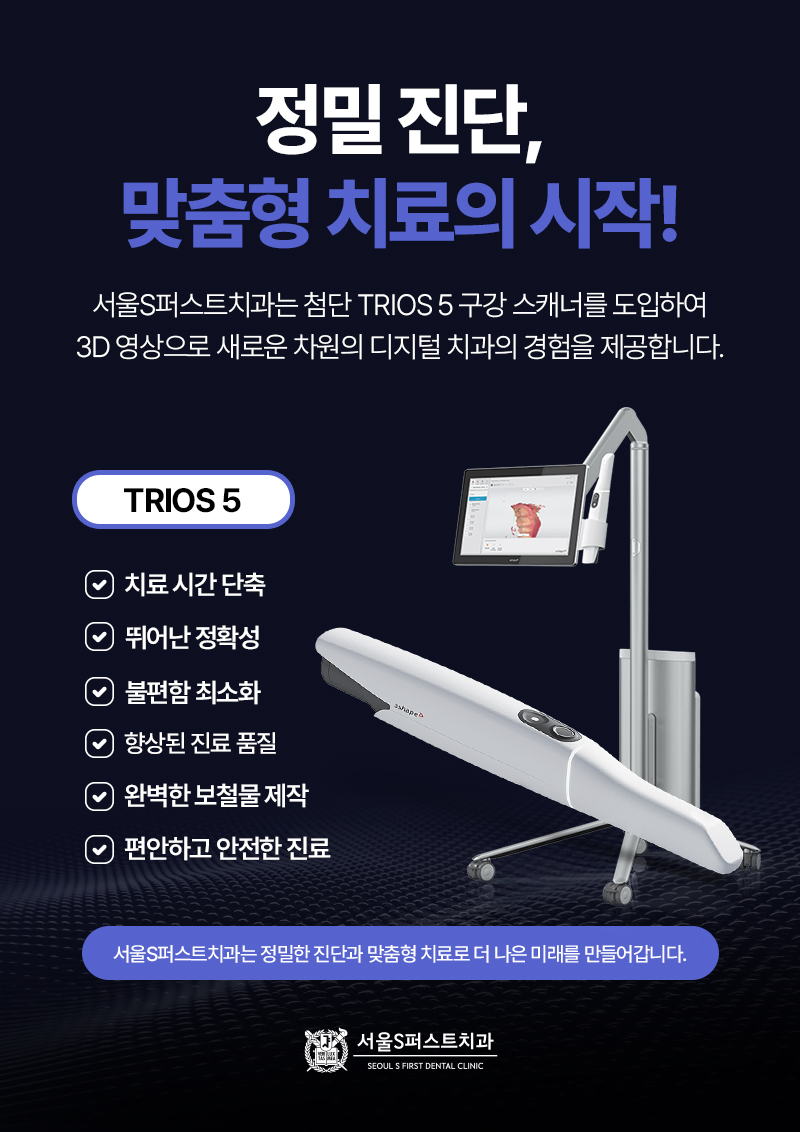 정밀 진단,
맞춤형 치료의 시작!
서울S퍼스트치과는 첨단 TRIOS 5 구강 스캐너를 도입하여
3D 영상으로 새로운 차원의 디지털 치과의 경험을 제공합니다.
TRIOS 5
치료 시간 단축
뛰어난 정확성
불편함 최소화
향상된 진료 품질
완벽한 보철물 제작
편안하고 안전한 진료
3shape
서울S퍼스트치과는 정밀한 진단과 맞춤형 치료로 더 나은 미래를 만들어갑니다.
서울S퍼스트치과
SEOUL S FIRST DENTAL CLINIC